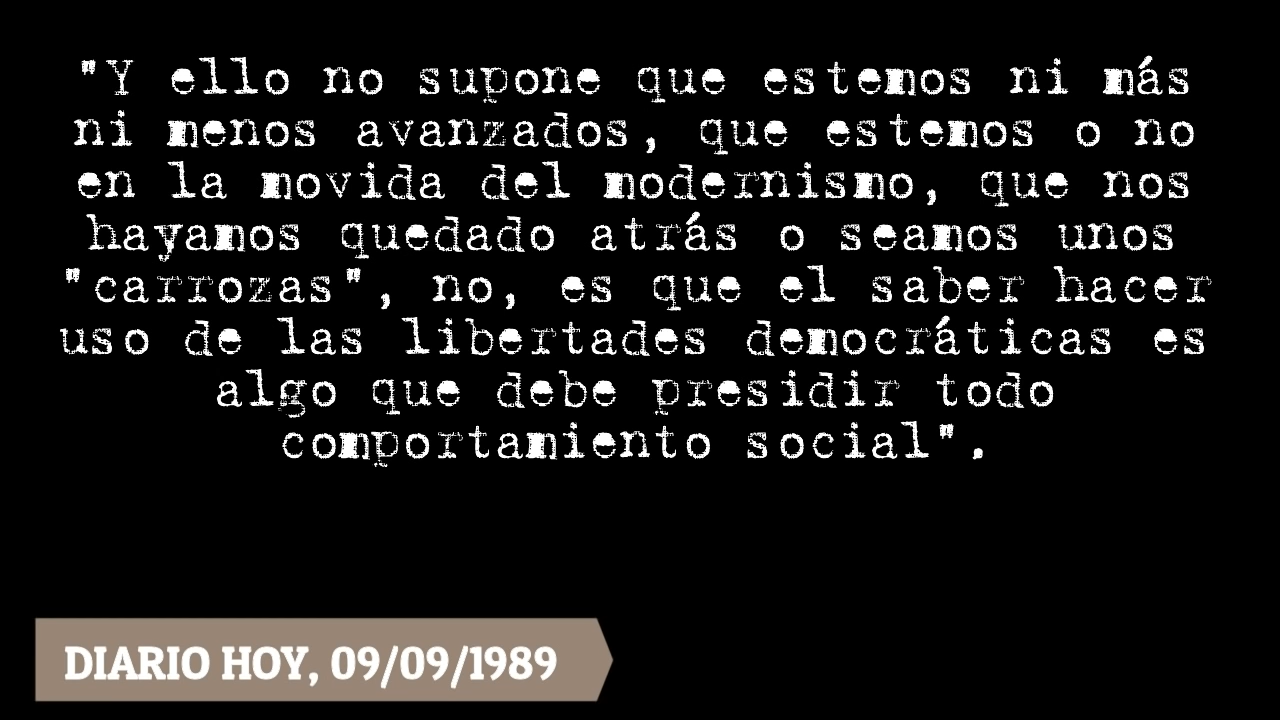 "Y ello no supone que estemos ni más
ni menos avanzados, que estemos o no
en la movida del modernismo, que nos
hayamos quedado atrás o seamos unos
"carrozas", no, es que el saber hacer
uso de las libertades democráticas es
algo que debe presidir todo
comportamiento social".
DIARIO HOY, 09/09/1989